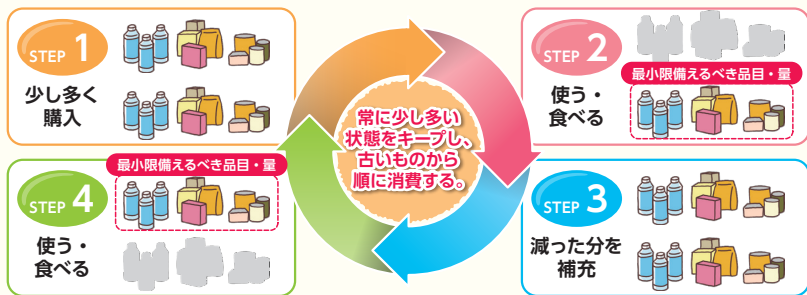 STEP 1
少し多く
購入
STEP 2
最小限備えるべき品目・量
使う・
食べる
常に少し多い
状態をキープし、
古いものから
順に消費する。
STEP 3
減った分を
補充
STEP 4
最小限備えるべき品目・量
使う・
食べる